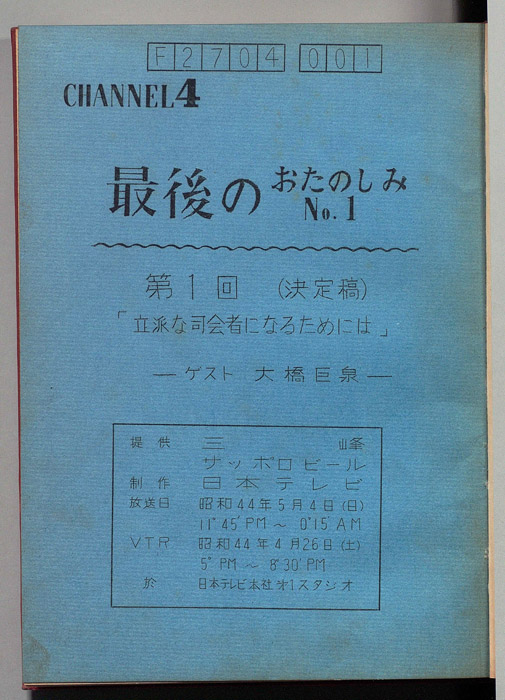 F2704 001
CHANNEL4
最後の おたのしみ
No. 1
第1回 (決定稿)
「立派な司会者になるためには」
— ゲスト 大橋巨泉 —
提供 三峰
サッポロビール
制作 日本テレビ
放送日 昭和44年5月4日(日)
11°45'PM〜0°15'AM
VTR 昭和44年4月26日(土)
5°PM〜8°30'PM
於 日本テレビ本社オ1スタジオ